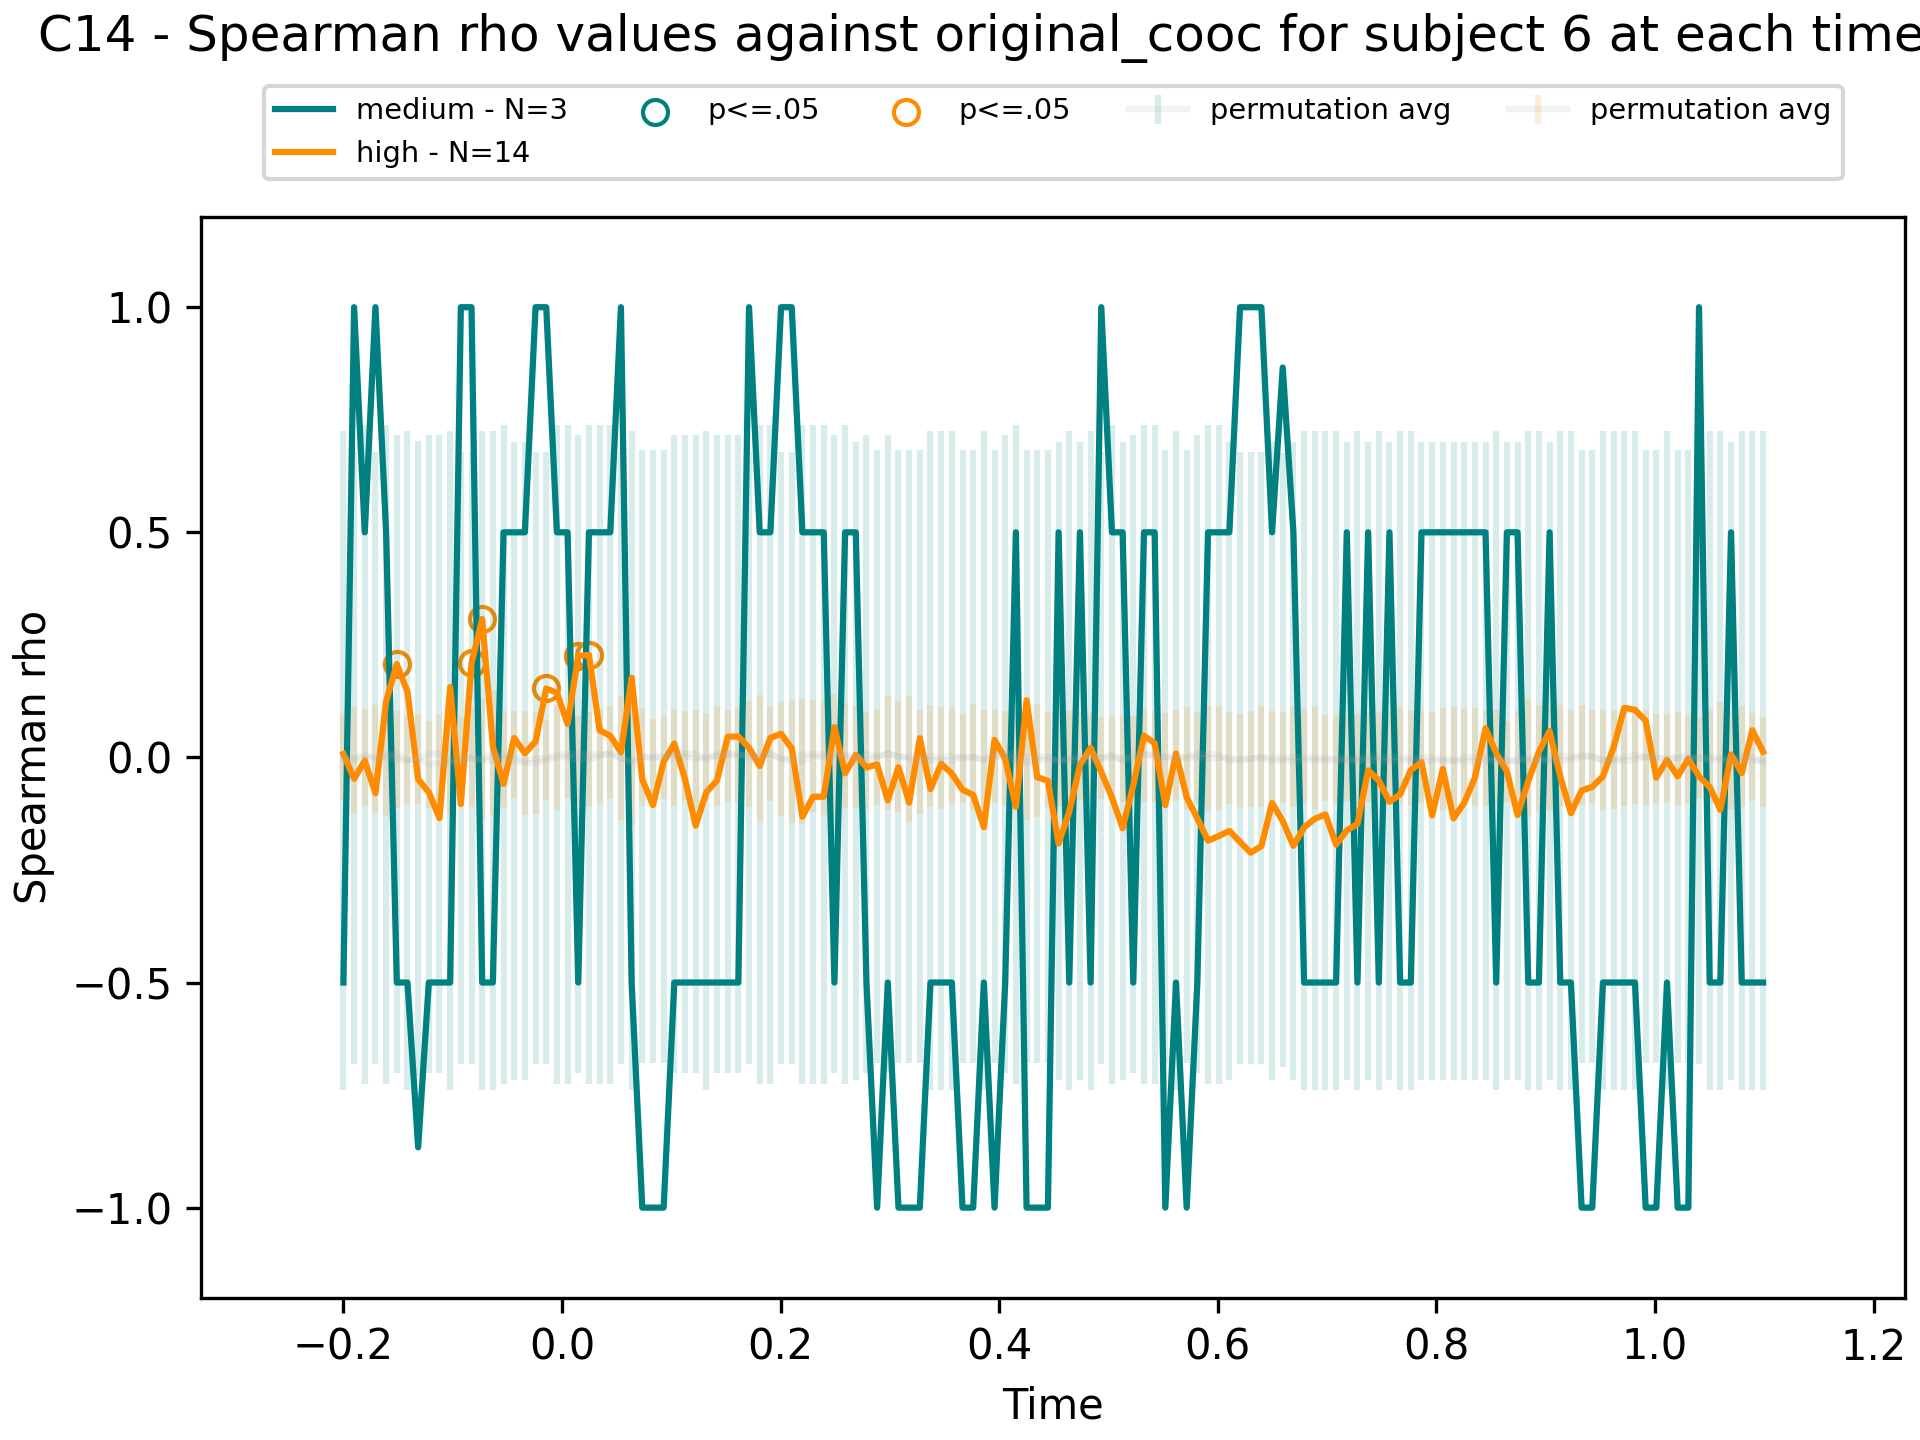 C14 - Spearman rho values against original_cooc for subject 6 at each time
medium - N=3
high - N=14
p<=.05
p<=.05
permutation avg
permutation avg
Spearman rho
1.0
0.5
0.0
−0.5
−1.0
−0.2 0.0 0.2 0.4 0.6 0.8 1.0 1.2
Time